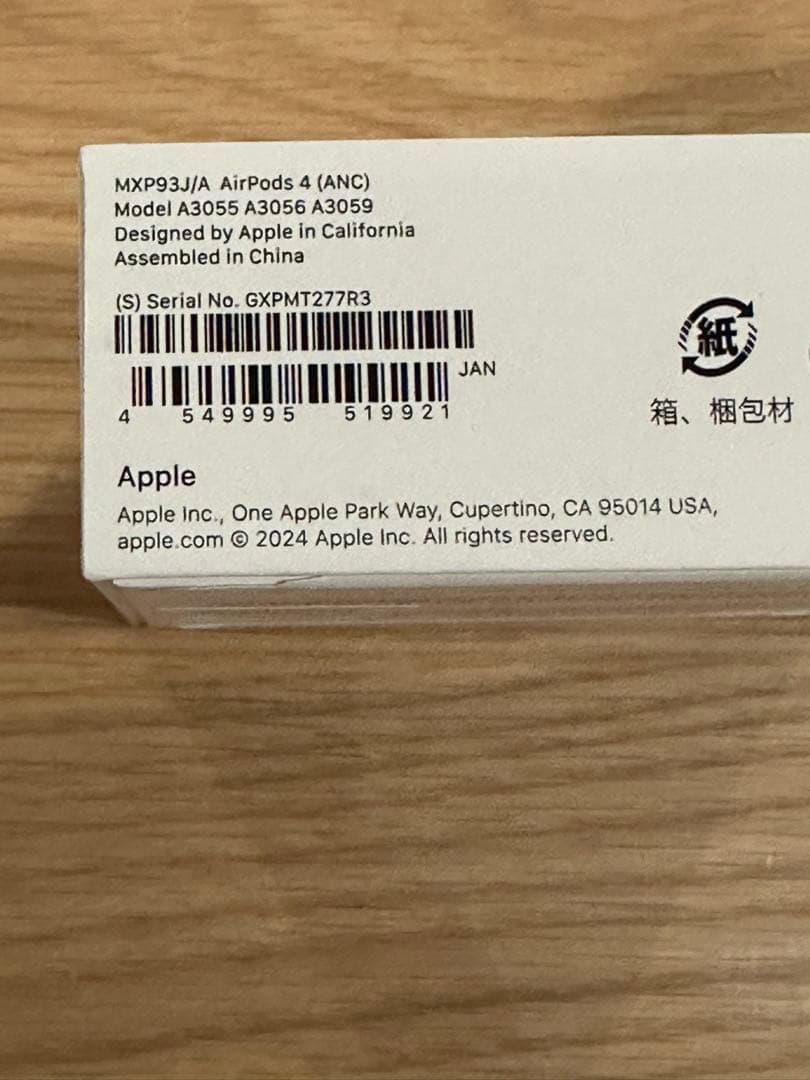 MXP93J/A AirPods 4 (ANC)
Model A3055 A3056 A3059
Designed by Apple in California
Assembled in China
(S) Serial No. GXPMT277R3
JAN
4 549995 519921
紙
箱、梱包材
Apple
Apple Inc., One Apple Park Way, Cupertino, CA 95014 USA,
apple.com © 2024 Apple Inc. All rights reserved.